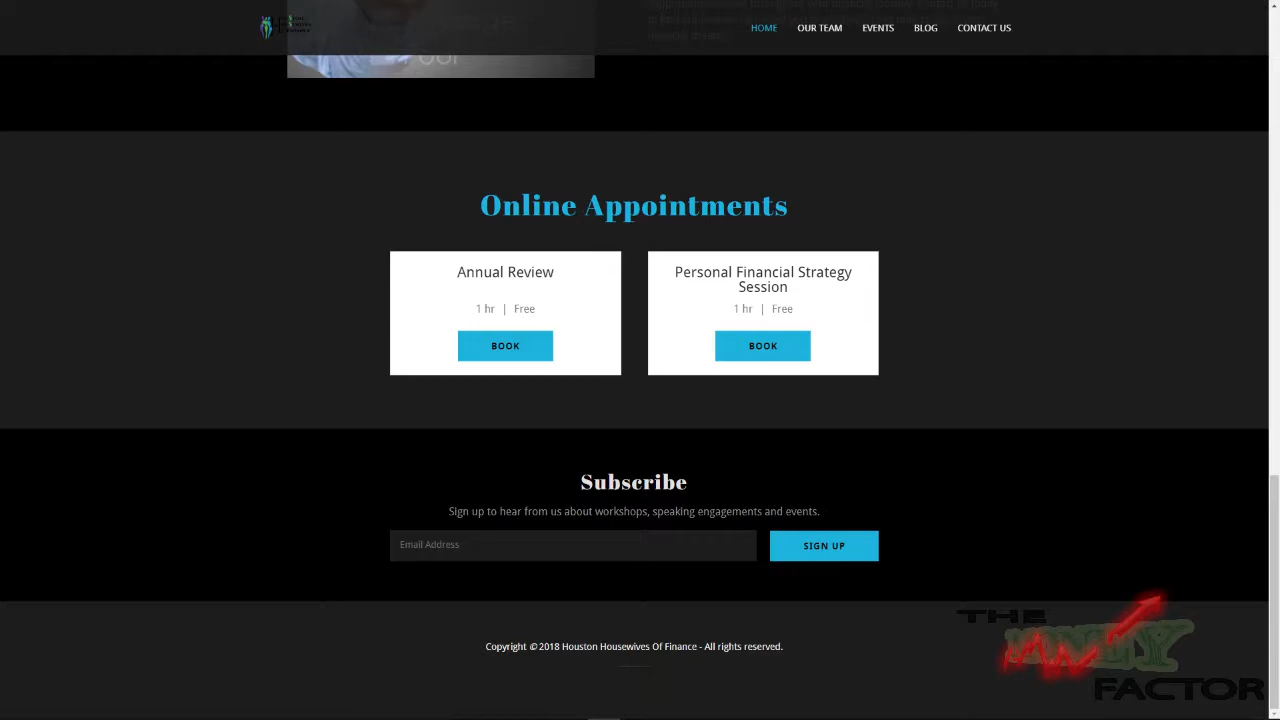 HOME OUR TEAM EVENTS BLOG CONTACT US
Online Appointments
Annual Review
1 hr | Free
BOOK
Personal Financial Strategy
Session
1 hr | Free
BOOK
Subscribe
Sign up to hear from us about workshops, speaking engagements and events.
Email Address
SIGN UP
Copyright © 2018 Houston Housewives Of Finance - All rights reserved.
THE
MONEY
FACTOR